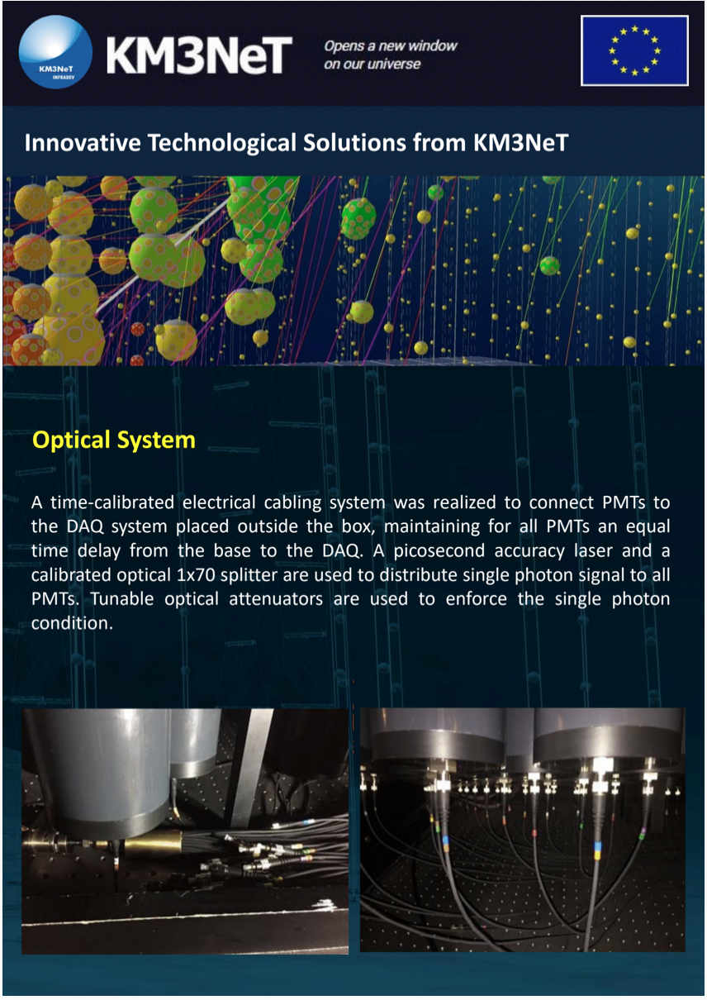 KM3NeT
INFRADEV
KM3NeT
Opens a new window
on our universe
Innovative Technological Solutions from KM3NeT
Optical System
A time-calibrated electrical cabling system was realized to connect PMTs to
the DAQ system placed outside the box, maintaining for all PMTs an equal
time delay from the base to the DAQ. A picosecond accuracy laser and a
calibrated optical 1x70 splitter are used to distribute single photon signal to all
PMTs. Tunable optical attenuators are used to enforce the single photon
condition.